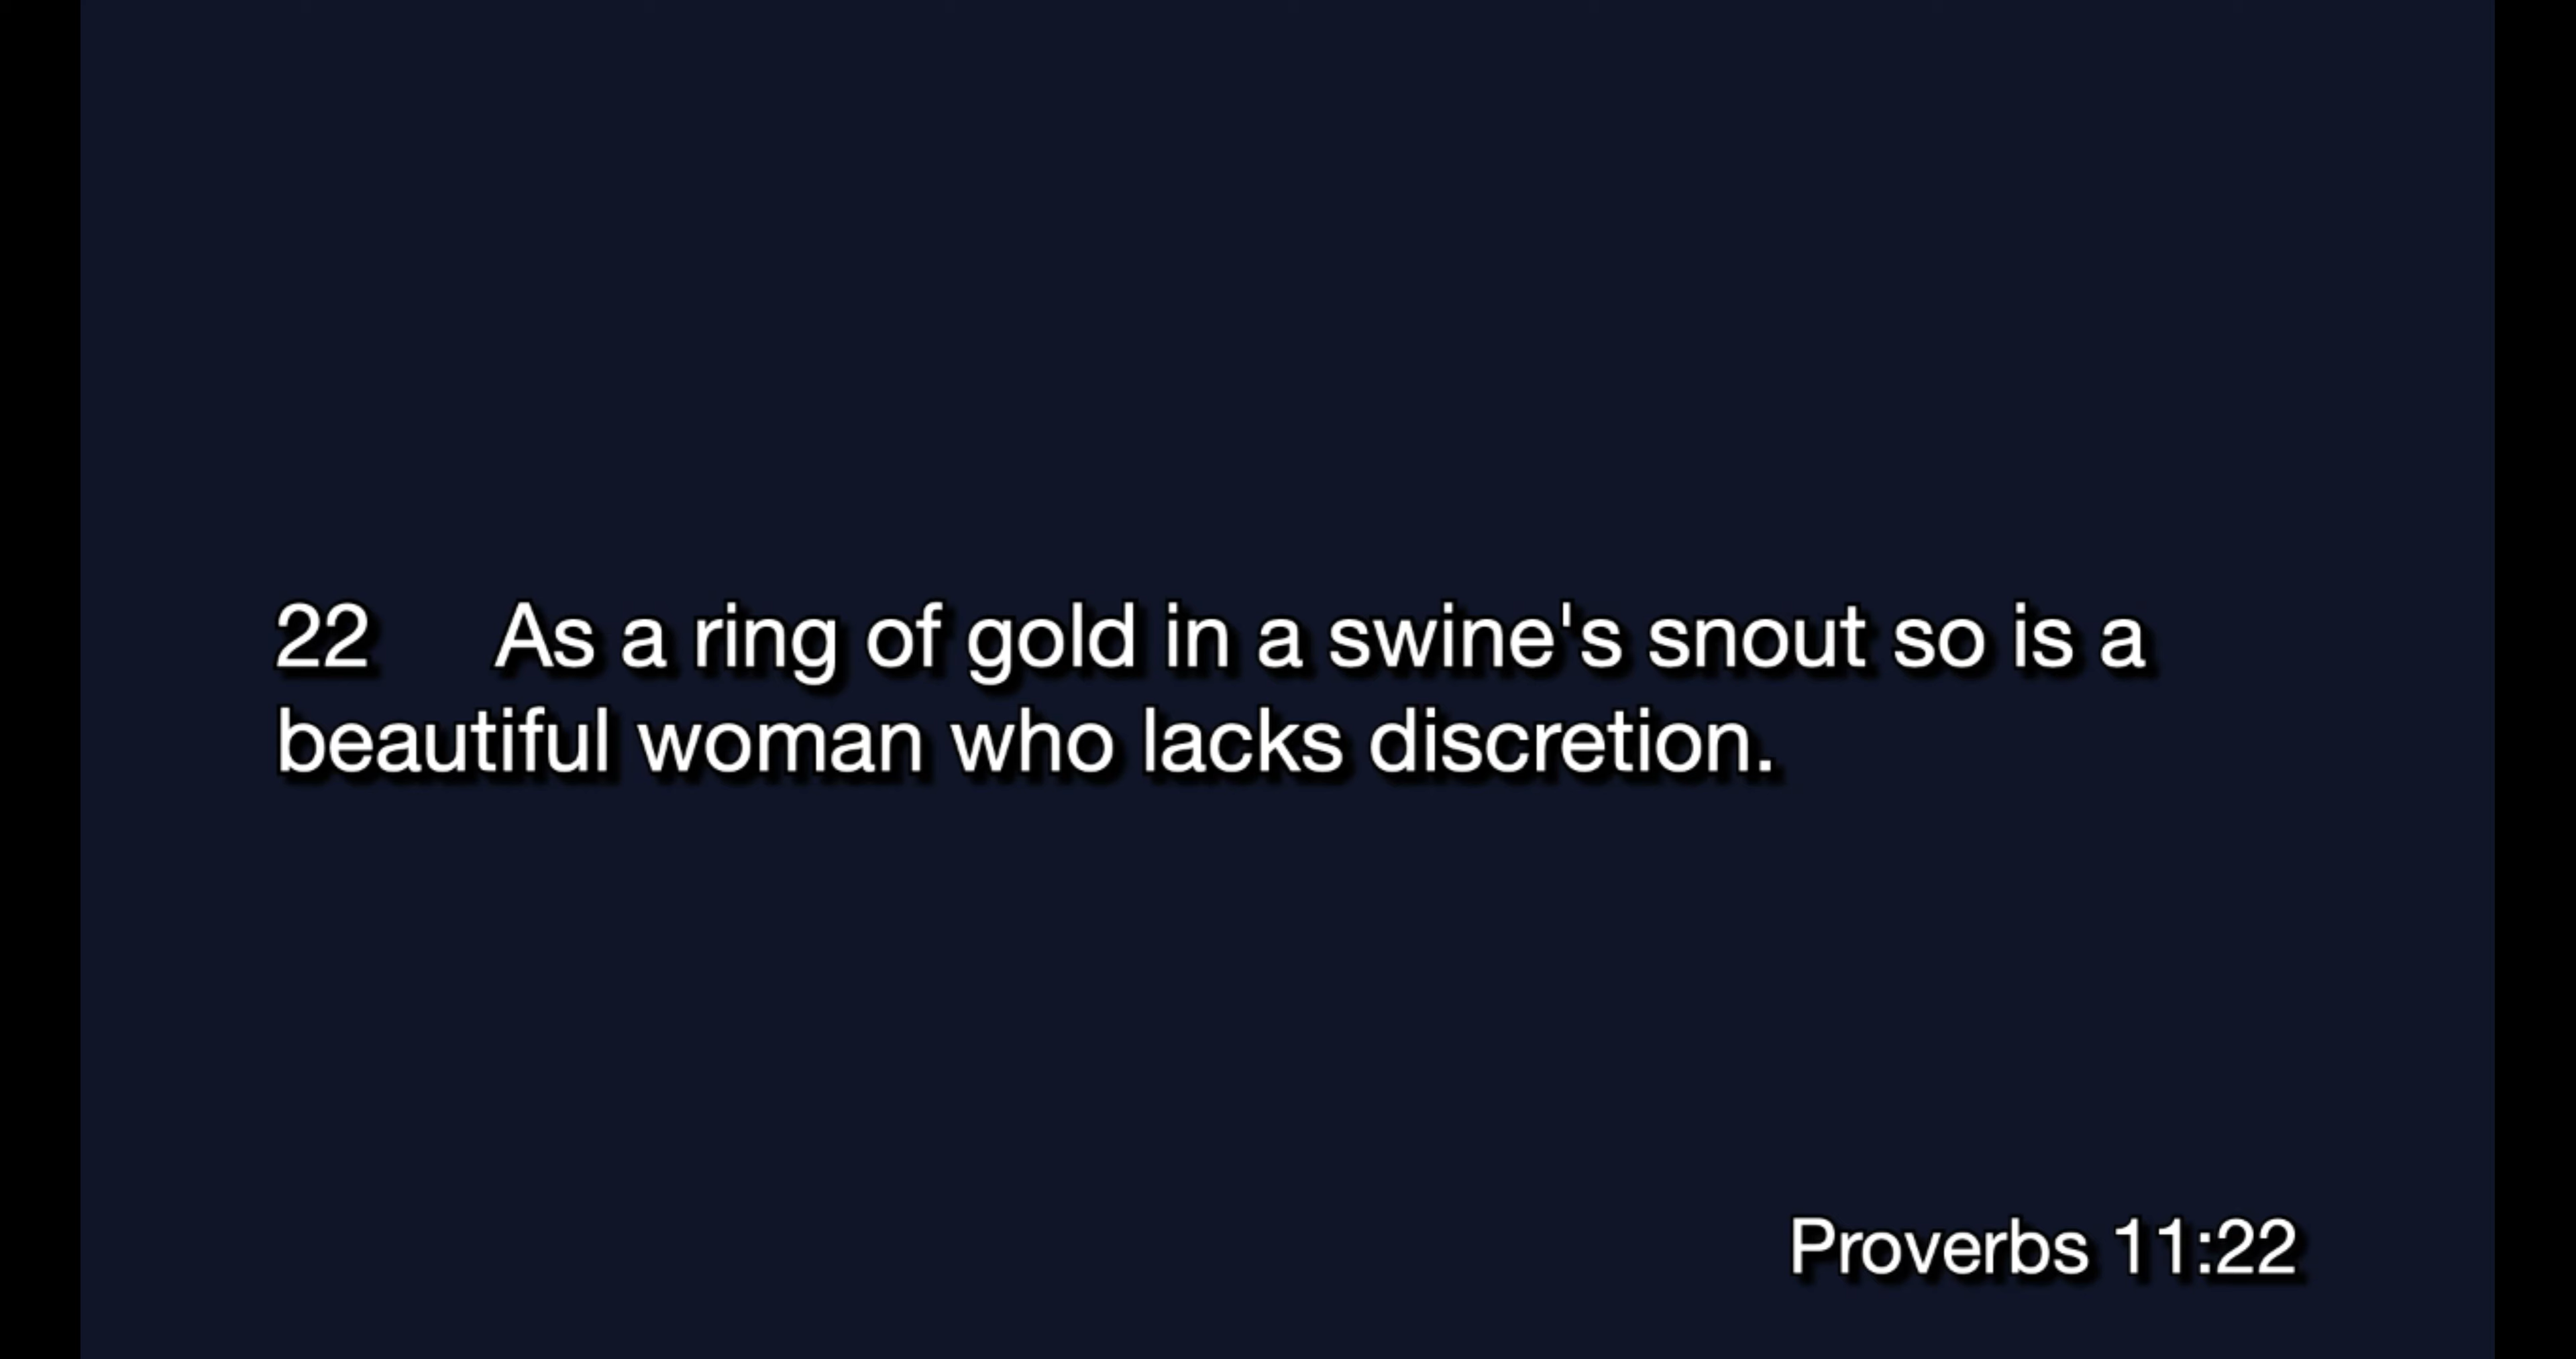 22 As a ring of gold in a swine's snout so is a
beautiful woman who lacks discretion.
Proverbs 11:22